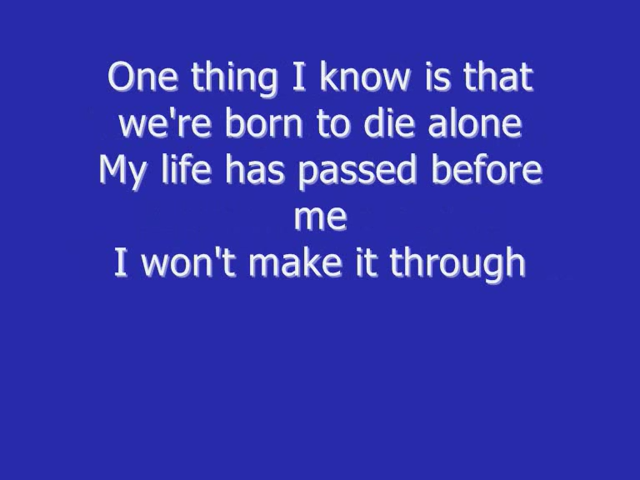 One thing I know is that
we're born to die alone
My life has passed before
me
I won't make it through